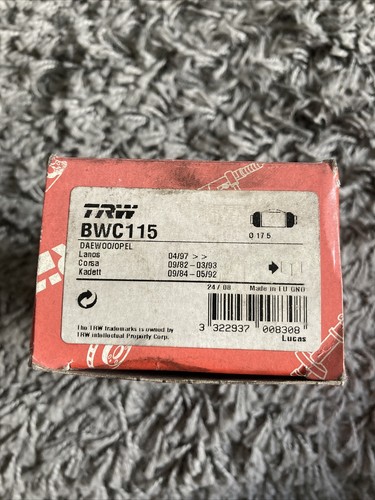 TRW
BWC115
DAEWOO/OPEL
Lanos 04/97 > >
Corsa 09/82 - 03/93
Kadett 09/84 - 05/92
Ø 17.5
24 / 08 Made in EU GND
3 322937 008308
Lucas
The TRW trademarks is owned by
TRW Intellectual Property Corp.